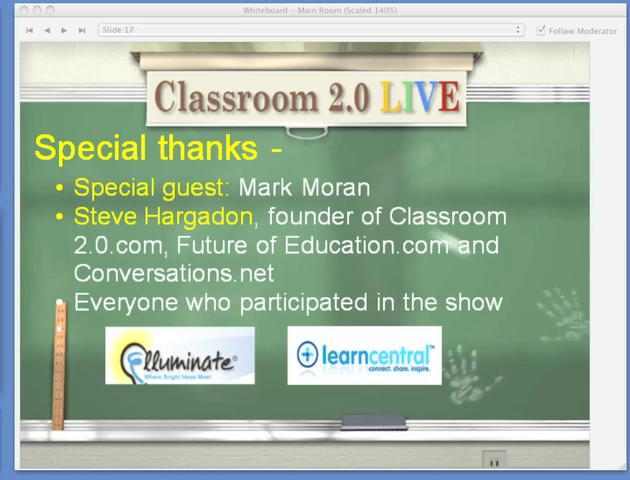 Whiteboard – Main Room (Scaled 140%)
Slide 17
Follow Moderator
Classroom 2.0 LIVE
Special thanks -
• Special guest: Mark Moran
• Steve Hargadon, founder of Classroom
2.0.com, Future of Education.com and
Conversations.net
• Everyone who participated in the show
Elluminate®
Where Bright Ideas Meet
learncentral™
connect. share. inspire.